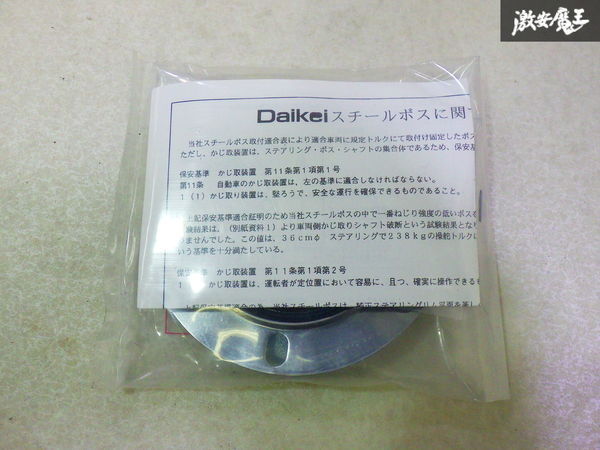 激安魔王
Daikei スチールボスに関
当社スチールボス取付適合表により適合車両に規定トルクにて取付け固定したボス
ただし、かじ取装置は、ステアリング・ボス・シャフトの集合体であるため、保安基
保安基準 かじ取装置 第11条第1項第1号
第11条 自動車のかじ取装置は、左の基準に適合しなければならない。
1（1）かじ取り装置は、堅ろうで、安全な運行を確保できるものであること。
上記保安基準適合証明のため当社スチールボスの中で一番ねじり強度の低いボスを
験結果は、（別紙資料1）より車両側かじ取りシャフト破断という試験結果となり
ませんでした。この値は、36cmφ ステアリングで238kgの操舵トルクに
いう基準を十分満たしている。
かじ取装置 第11条第1項第2号
かじ取り装置は、運転者が定位置において容易に、且つ、確実に操作できるも